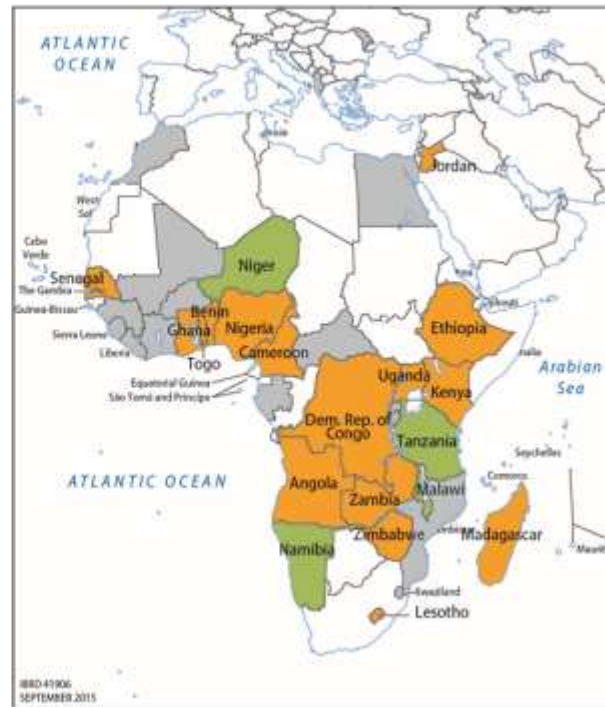 ATLANTIC
OCEAN
Jordan
West
Cabo
Verde
Senegal
The Gambia
Guinea-Bissau
Sierra Leone
Liberia
Niger
Benin
Ghana
Nigeria
Togo
Cameroon
Ethiopia
Equatorial Guinea
São Tomé and Príncipe
Uganda
Kenya
Arabian
Sea
Dem. Rep. of
Congo
Tanzania
Seychelles
ATLANTIC OCEAN
Angola
Malawi
Comoros
Zambia
Zimbabwe
Madagascar
Namibia
Swaziland
Lesotho
IBRD 41906
SEPTEMBER 2015